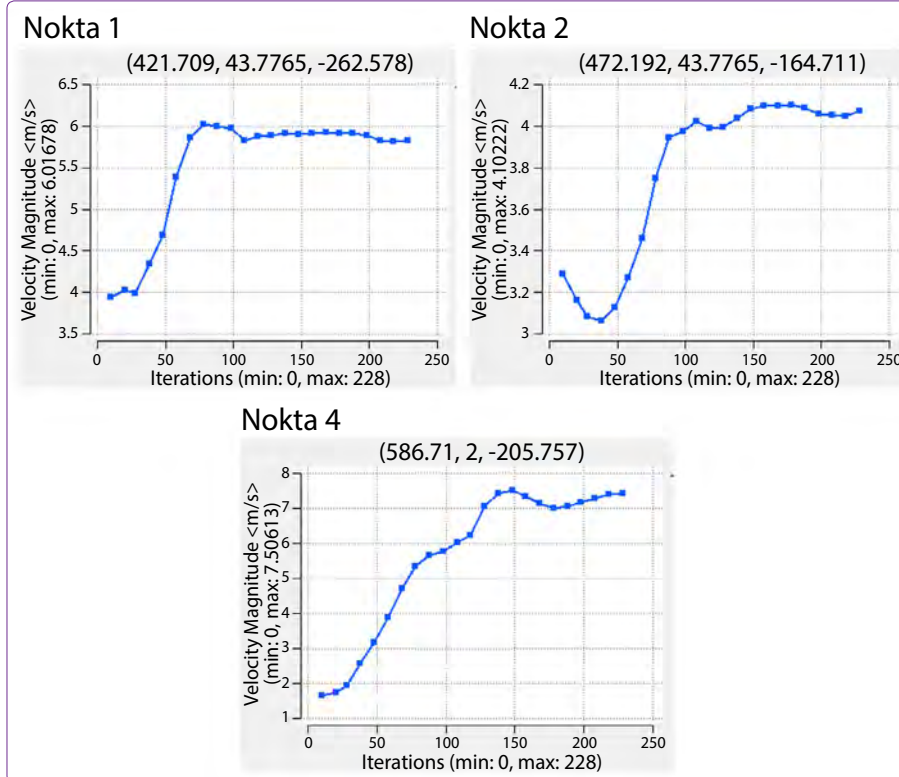 Nokta 1
(421.709, 43.7765, -262.578)
Velocity Magnitude <m/s>
(min: 0, max: 6.01678)
6.5
6
5.5
5
4.5
4
3.5
0 50 100 150 200 250
Iterations (min: 0, max: 228)
Nokta 2
(472.192, 43.7765, -164.711)
Velocity Magnitude <m/s>
(min: 0, max: 4.10222)
4.2
4
3.8
3.6
3.4
3.2
3
0 50 100 150 200 250
Iterations (min: 0, max: 228)
Nokta 4
(586.71, 2, -205.757)
Velocity Magnitude <m/s>
(min: 0, max: 7.50613)
8
7
6
5
4
3
2
1
0 50 100 150 200 250
Iterations (min: 0, max: 228)